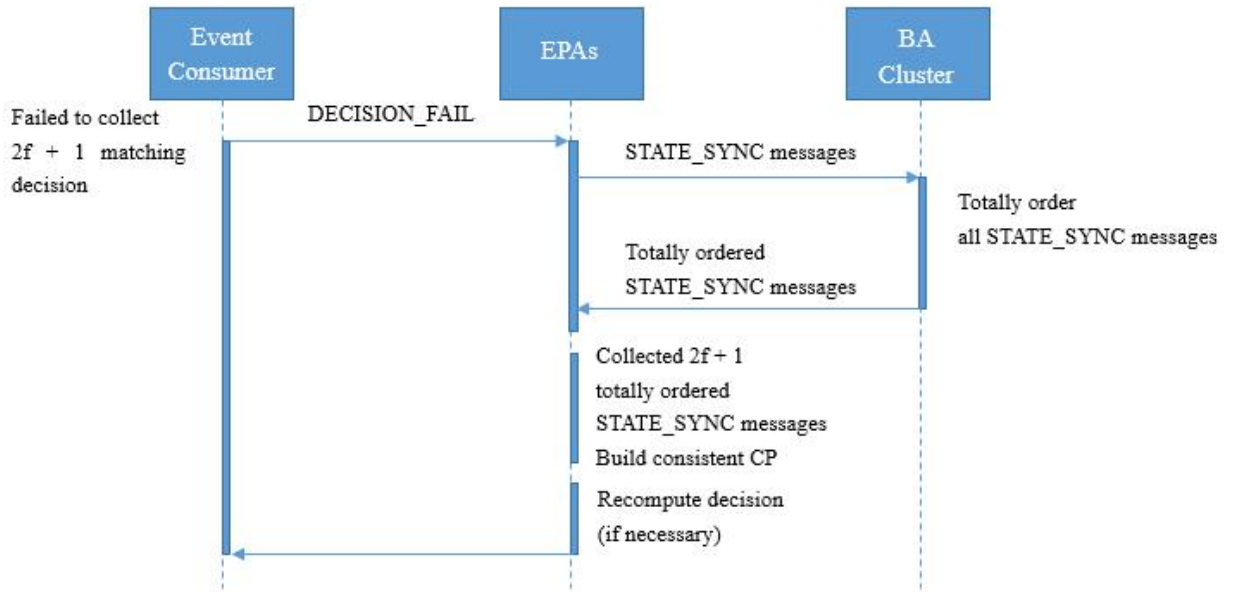 Event
Consumer
EPAs
BA
Cluster
Failed to collect
2f + 1 matching
decision
DECISION_FAIL
STATE_SYNC messages
Totally order
all STATE_SYNC messages
Totally ordered
STATE_SYNC messages
Collected 2f + 1
totally ordered
STATE_SYNC messages
Build consistent CP
Recompute decision
(if necessary)